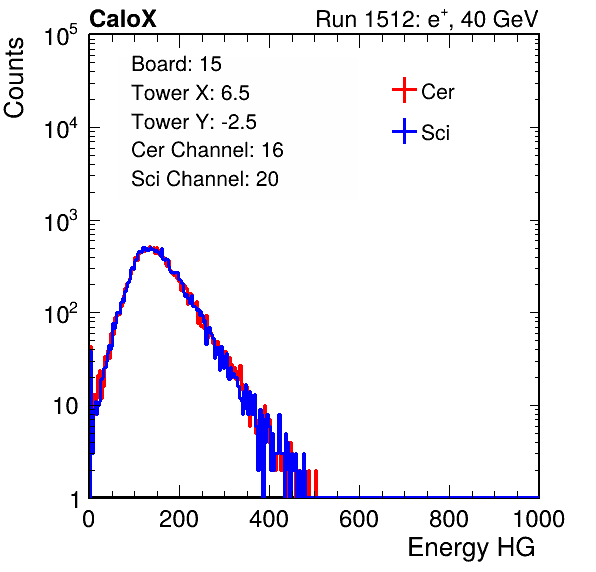 CaloX Run 1512: e⁺, 40 GeV
Counts
10⁵
10⁴
10³
10²
10
1
Board: 15
Tower X: 6.5
Tower Y: -2.5
Cer Channel: 16
Sci Channel: 20
Cer
Sci
0 200 400 600 800 1000
Energy HG